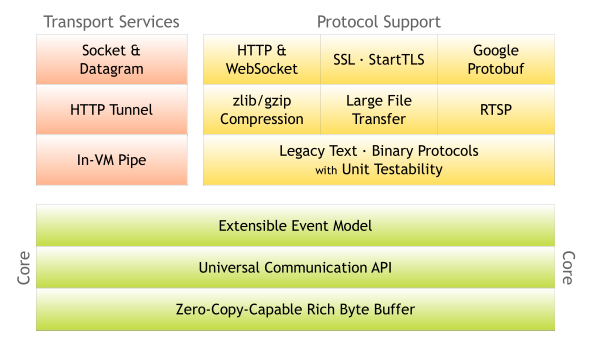 Transport Services
Protocol Support
Socket &
Datagram
HTTP Tunnel
In-VM Pipe
HTTP &
WebSocket
SSL · StartTLS
Google
Protobuf
zlib/gzip
Compression
Large File
Transfer
RTSP
Legacy Text · Binary Protocols
with Unit Testability
Core
Extensible Event Model
Universal Communication API
Zero-Copy-Capable Rich Byte Buffer
Core